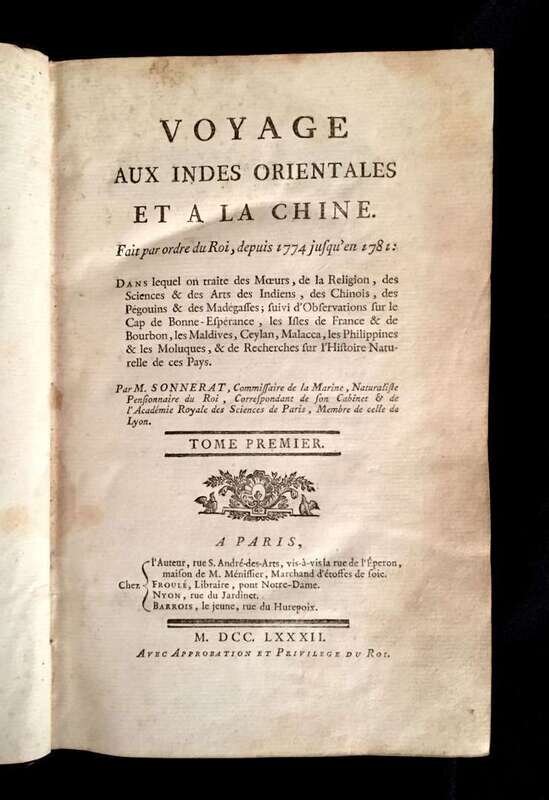 VOYAGE
AUX INDES ORIENTALES
ET A LA CHINE.
Fait par ordre du Roi, depuis 1774 juſqu'en 1781:
DANS lequel on traite des Mœurs, de la Religion, des
Sciences & des Arts des Indiens, des Chinois, des
Pégouins & des Madégaſſes; ſuivi d'Obſervations ſur le
Cap de Bonne-Eſpérance, les Iſles de France & de
Bourbon, les Maldives, Ceylan, Malacca, les Philippines
& les Moluques, & de Recherches ſur l'Hiſtoire Natu-
relle de ces Pays.
Par M. SONNERAT, Commiſſaire de la Marine, Naturaliſte
Penſionnaire du Roi, Correſpondant de ſon Cabinet & de
l'Académie Royale des Sciences de Paris, Membre de celle de
Lyon.
TOME PREMIER.
A PARIS,
l'Auteur, rue S. André-des-Arts, vis-à-vis la rue de l'Éperon,
maiſon de M. Méniſſier, Marchand d'étoffes de ſoie.
Chez FROULÉ, Libraire, pont Notre-Dame.
NYON, rue du Jardinet.
BARROIS, le jeune, rue du Hurepoix.
M. DCC. LXXXII.
AVEC APPROBATION ET PRIVILEGE DU ROI.